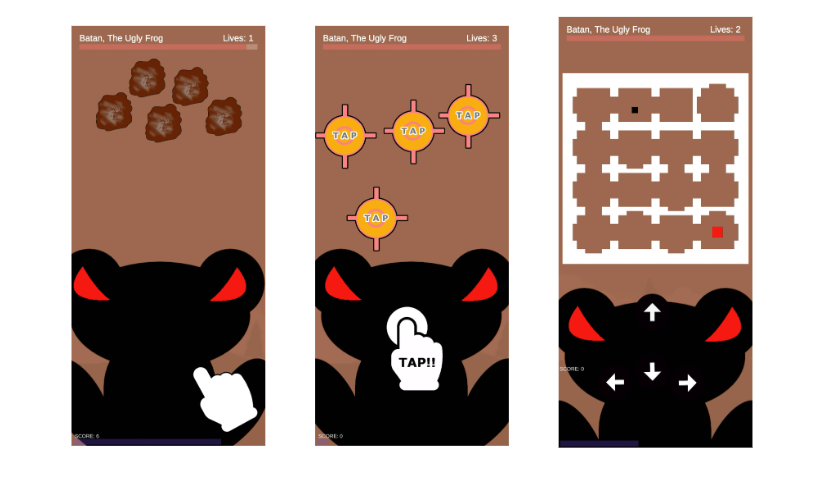 Batan, The Ugly Frog Lives: 1
SCORE: 6
Batan, The Ugly Frog Lives: 3
TAP
TAP
TAP
TAP
TAP!!
SCORE: 0
Batan, The Ugly Frog Lives: 2
SCORE: 0